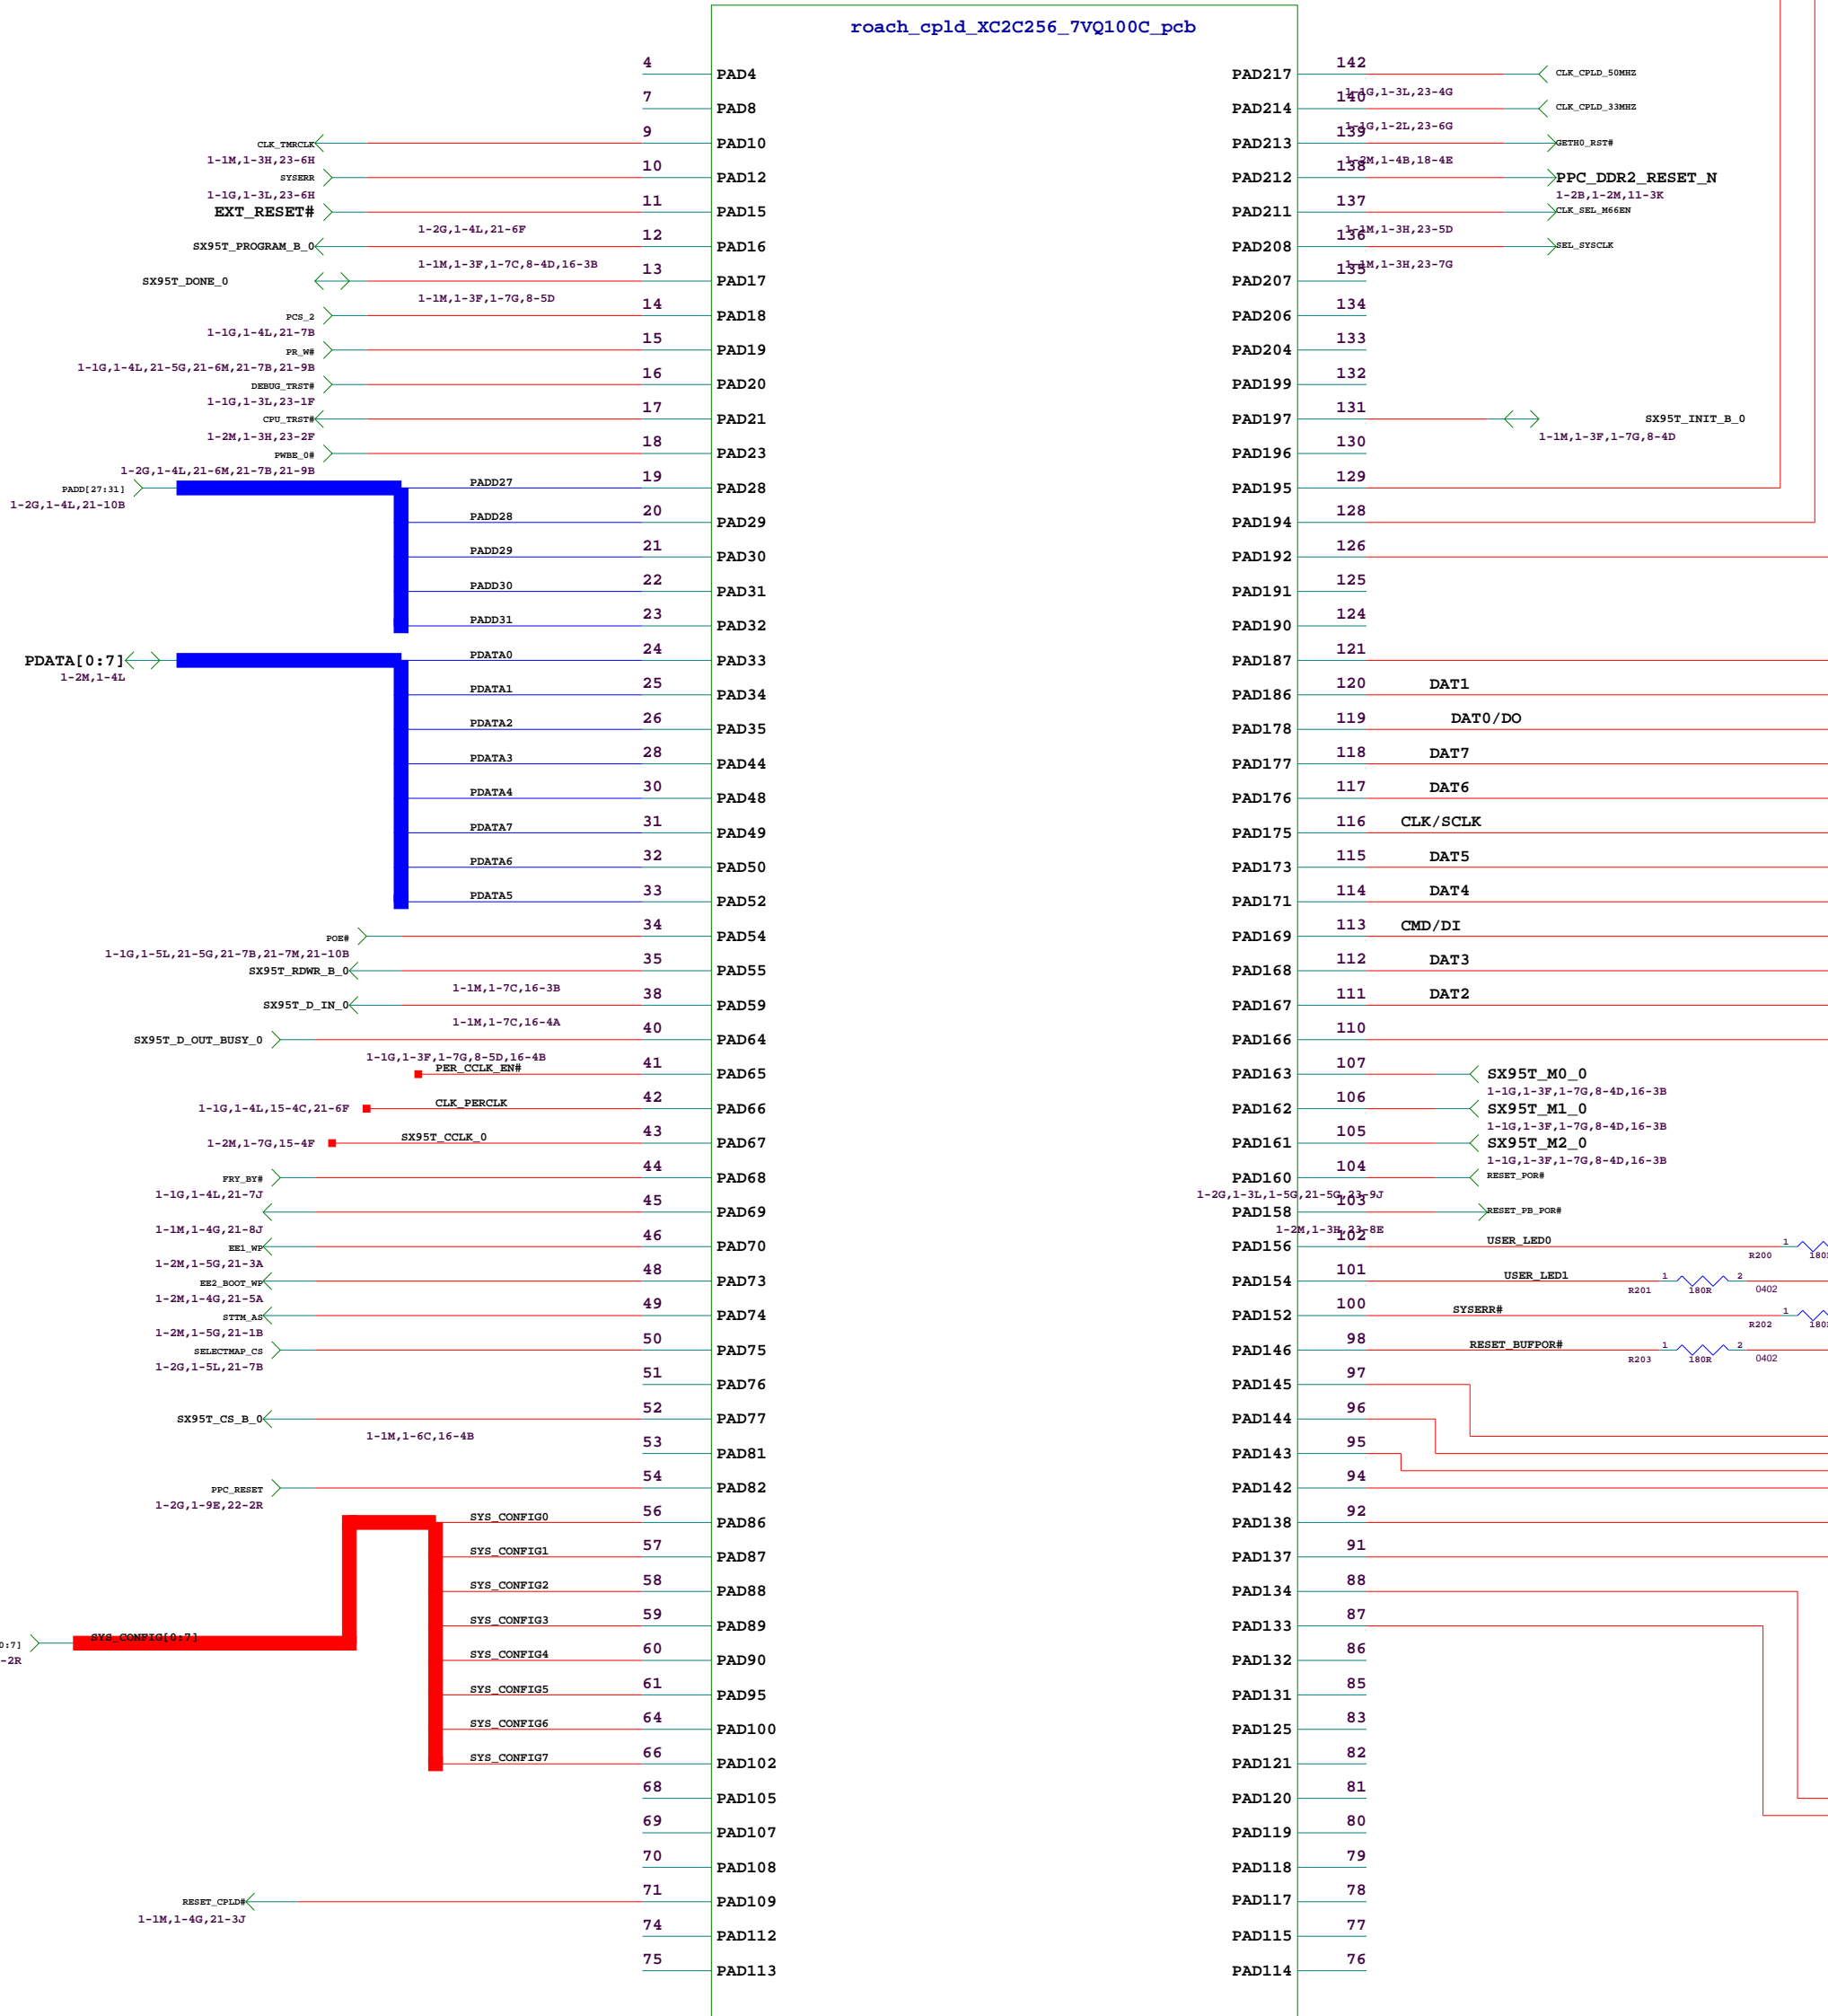 roach_cpld_XC2C256_7VQ100C_pcb
4 PAD4
7 PAD8
CLK_TMRCLK 9 PAD10
1-1M,1-3H,23-6H
SYSERR 10 PAD12
1-1G,1-3L,23-6H
EXT_RESET# 11 PAD15
1-2G,1-4L,21-6F
SX95T_PROGRAM_B_0 12 PAD16
1-1M,1-3F,1-7C,8-4D,16-3B
SX95T_DONE_0 13 PAD17
1-1M,1-3F,1-7G,8-5D
PCS_2 14 PAD18
1-1G,1-4L,21-7B
PR_W# 15 PAD19
1-1G,1-4L,21-5G,21-6M,21-7B,21-9B
DEBUG_TRST# 16 PAD20
1-1G,1-3L,23-1F
CPU_TRST# 17 PAD21
1-2M,1-3H,23-2F
PWBE_0# 18 PAD23
1-2G,1-4L,21-6M,21-7B,21-9B
PADD[27:31] PADD27 19 PAD28
1-2G,1-4L,21-10B
PADD28 20 PAD29
PADD29 21 PAD30
PADD30 22 PAD31
PADD31 23 PAD32
PDATA[0:7] PDATA0 24 PAD33
1-2M,1-4L
PDATA1 25 PAD34
PDATA2 26 PAD35
PDATA3 28 PAD44
PDATA4 30 PAD48
PDATA7 31 PAD49
PDATA6 32 PAD50
PDATA5 33 PAD52
POE# 34 PAD54
1-1G,1-5L,21-5G,21-7B,21-7M,21-10B
SX95T_RDWR_B_0 35 PAD55
1-1M,1-7C,16-3B
SX95T_D_IN_0 38 PAD59
1-1M,1-7C,16-4A
SX95T_D_OUT_BUSY_0 40 PAD64
1-1G,1-3F,1-7G,8-5D,16-4B
PER_CCLK_EN# 41 PAD65
1-1G,1-4L,15-4C,21-6F CLK_PERCLK 42 PAD66
1-2M,1-7G,15-4F SX95T_CCLK_0 43 PAD67
FRY_BY# 44 PAD68
1-1G,1-4L,21-7J
45 PAD69
1-1M,1-4G,21-8J
EE1_WP 46 PAD70
1-2M,1-5G,21-3A
EE2_BOOT_WP 48 PAD73
1-2M,1-4G,21-5A
STTM_AS 49 PAD74
1-2M,1-5G,21-1B
SELECTMAP_CS 50 PAD75
1-2G,1-5L,21-7B
51 PAD76
SX95T_CS_B_0 52 PAD77
1-1M,1-6C,16-4B
53 PAD81
PPC_RESET 54 PAD82
1-2G,1-9E,22-2R
SYS_CONFIG0 56 PAD86
SYS_CONFIG1 57 PAD87
SYS_CONFIG2 58 PAD88
SYS_CONFIG3 59 PAD89
0:7] SYS_CONFIG[0:7]
-2R
SYS_CONFIG4 60 PAD90
SYS_CONFIG5 61 PAD95
SYS_CONFIG6 64 PAD100
SYS_CONFIG7 66 PAD102
68 PAD105
69 PAD107
70 PAD108
RESET_CPLD# 71 PAD109
1-1M,1-4G,21-3J
74 PAD112
75 PAD113
PAD217 142 CLK_CPLD_50MHZ
1-1G,1-3L,23-4G
PAD214 140 CLK_CPLD_33MHZ
1-1G,1-2L,23-6G
PAD213 139 GETH0_RST#
1-2M,1-4B,18-4E
PAD212 138 PPC_DDR2_RESET_N
1-2B,1-2M,11-3K
PAD211 137 CLK_SEL_M66EN
1-1M,1-3H,23-5D
PAD208 136 SEL_SYSCLK
1-1M,1-3H,23-7G
PAD207 135
PAD206 134
PAD204 133
PAD199 132
PAD197 131 SX95T_INIT_B_0
1-1M,1-3F,1-7G,8-4D
PAD196 130
PAD195 129
PAD194 128
PAD192 126
PAD191 125
PAD190 124
PAD187 121
PAD186 120 DAT1
PAD178 119 DAT0/DO
PAD177 118 DAT7
PAD176 117 DAT6
PAD175 116 CLK/SCLK
PAD173 115 DAT5
PAD171 114 DAT4
PAD169 113 CMD/DI
PAD168 112 DAT3
PAD167 111 DAT2
PAD166 110
PAD163 107 SX95T_M0_0
1-1G,1-3F,1-7G,8-4D,16-3B
PAD162 106 SX95T_M1_0
1-1G,1-3F,1-7G,8-4D,16-3B
PAD161 105 SX95T_M2_0
1-1G,1-3F,1-7G,8-4D,16-3B
PAD160 104 RESET_POR#
1-2G,1-3L,1-5G,21-5G,23-9J
PAD158 103 RESET_PB_POR#
1-2M,1-3H,23-8E
PAD156 102 USER_LED0 R200 1 180
PAD154 101 USER_LED1 R201 1 180R 2 0402
PAD152 100 SYSERR# R202 1 180
PAD146 98 RESET_BUFPOR# R203 1 180R 2 0402
PAD145 97
PAD144 96
PAD143 95
PAD142 94
PAD138 92
PAD137 91
PAD134 88
PAD133 87
PAD132 86
PAD131 85
PAD125 83
PAD121 82
PAD120 81
PAD119 80
PAD118 79
PAD117 78
PAD115 77
PAD114 76